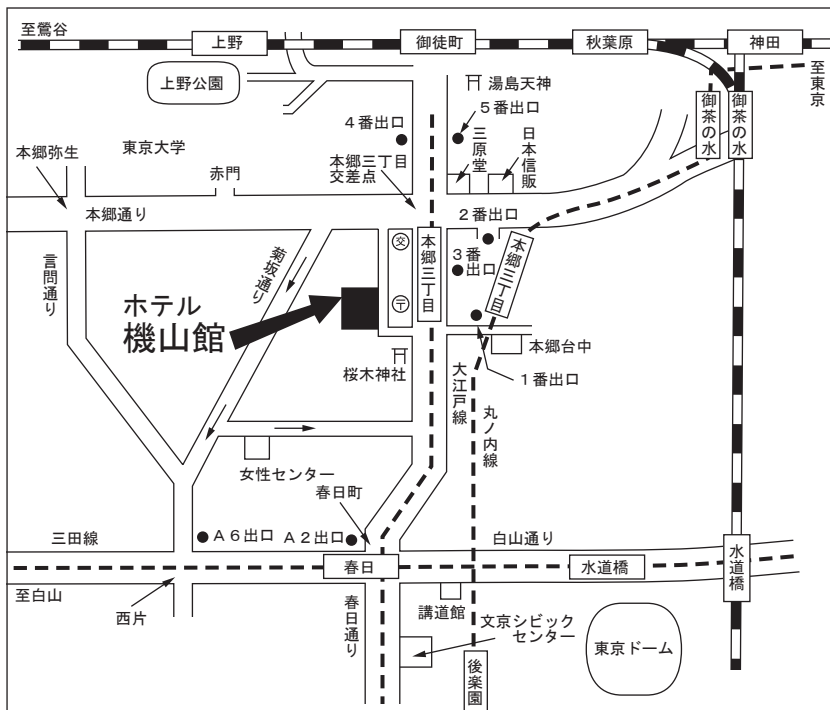 至鶯谷
上野
御徒町
秋葉原
神田
至東京
上野公園
湯島天神
御茶の水
御茶の水
4番出口
5番出口
東京大学
三原堂
日本信販
本郷弥生
赤門
本郷三丁目
交差点
本郷通り
2番出口
言問通り
菊坂通り
交
本郷三丁目
3番
出口
本郷三丁目
ホテル
機山館
〒
桜木神社
大江戸線
本郷台中
1番出口
丸ノ内線
女性センター
春日町
三田線
A6出口
A2出口
白山通り
春日
水道橋
水道橋
至白山
西片
春日通り
講道館
文京シビック
センター
後楽園
東京ドーム